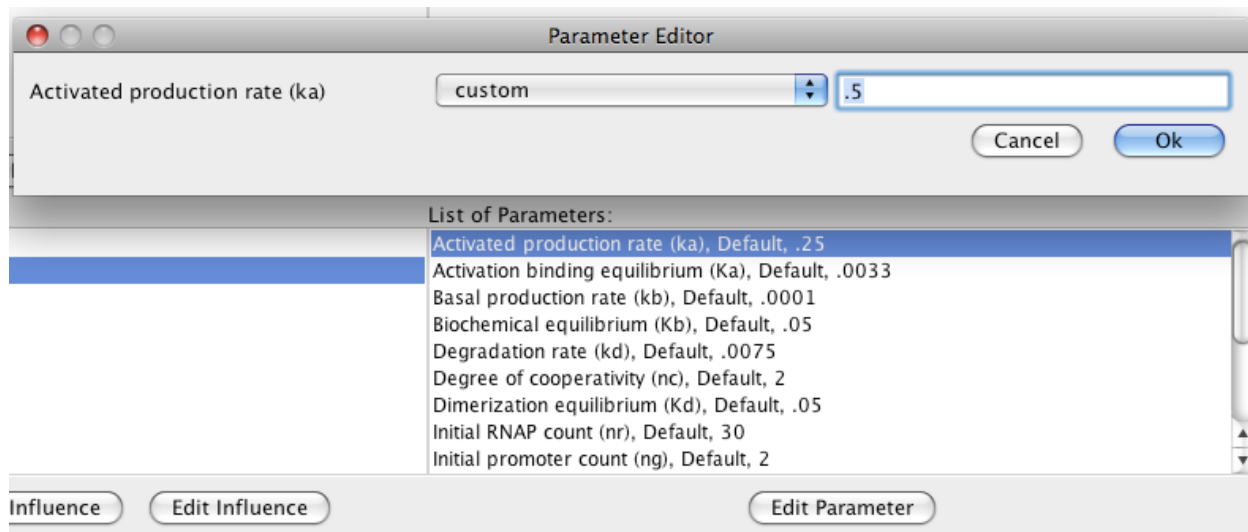 Parameter Editor
Activated production rate (ka) custom .5
Cancel Ok
List of Parameters:
Activated production rate (ka), Default, .25
Activation binding equilibrium (Ka), Default, .0033
Basal production rate (kb), Default, .0001
Biochemical equilibrium (Kb), Default, .05
Degradation rate (kd), Default, .0075
Degree of cooperativity (nc), Default, 2
Dimerization equilibrium (Kd), Default, .05
Initial RNAP count (nr), Default, 30
Initial promoter count (ng), Default, 2
Influence Edit Influence Edit Parameter